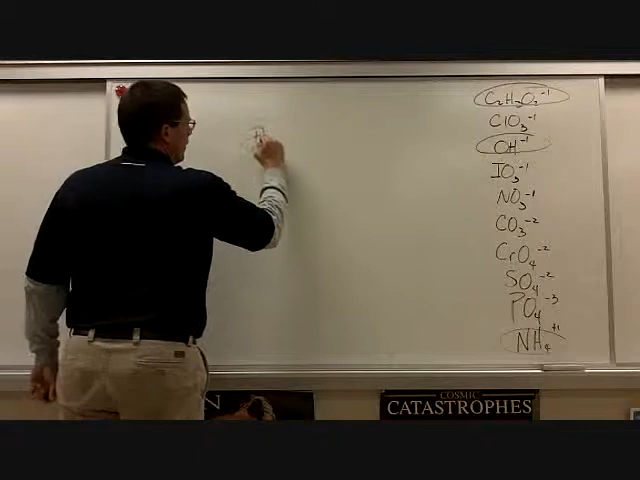 C₂H₃O₂⁻¹
ClO₃⁻¹
OH⁻¹
IO₃⁻¹
NO₃⁻¹
CO₃⁻²
CrO₄⁻²
SO₄⁻²
PO₄⁻³
NH₄⁺¹
N
COSMIC
CATASTROPHES